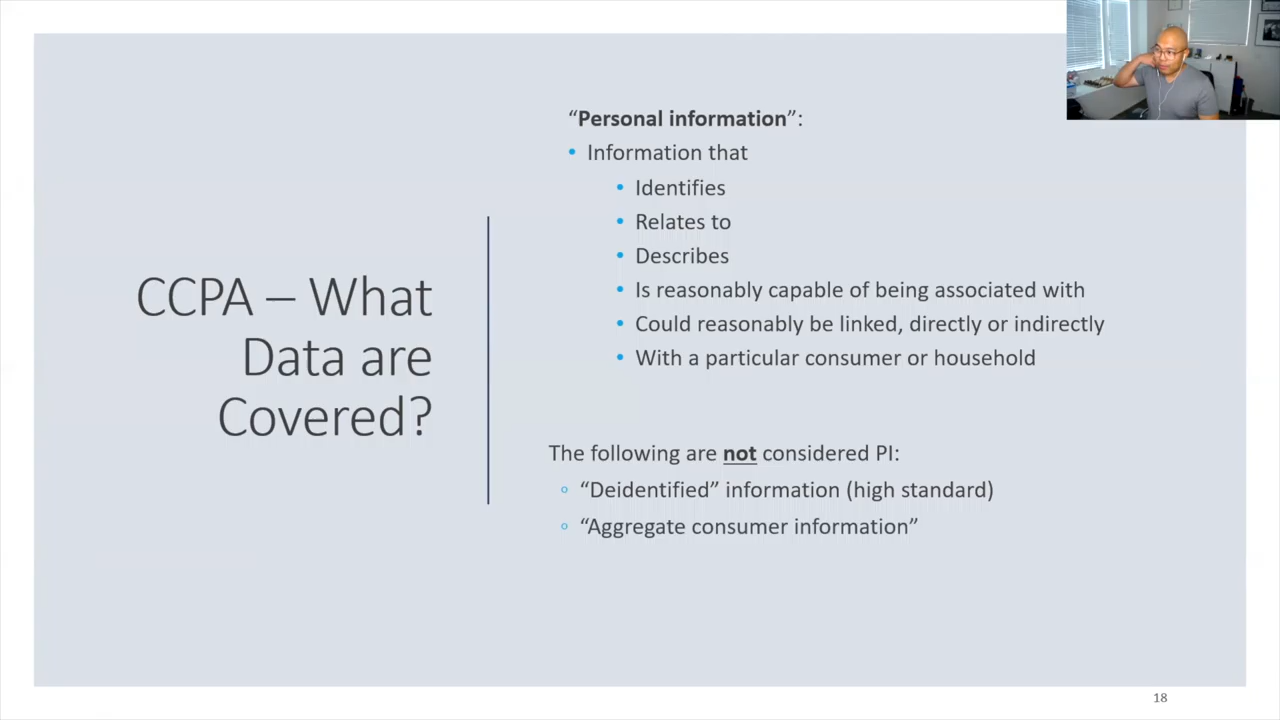 CCPA – What
Data are
Covered?
“Personal information”:
• Information that
• Identifies
• Relates to
• Describes
• Is reasonably capable of being associated with
• Could reasonably be linked, directly or indirectly
• With a particular consumer or household
The following are not considered PI:
○ “Deidentified” information (high standard)
○ “Aggregate consumer information”
18